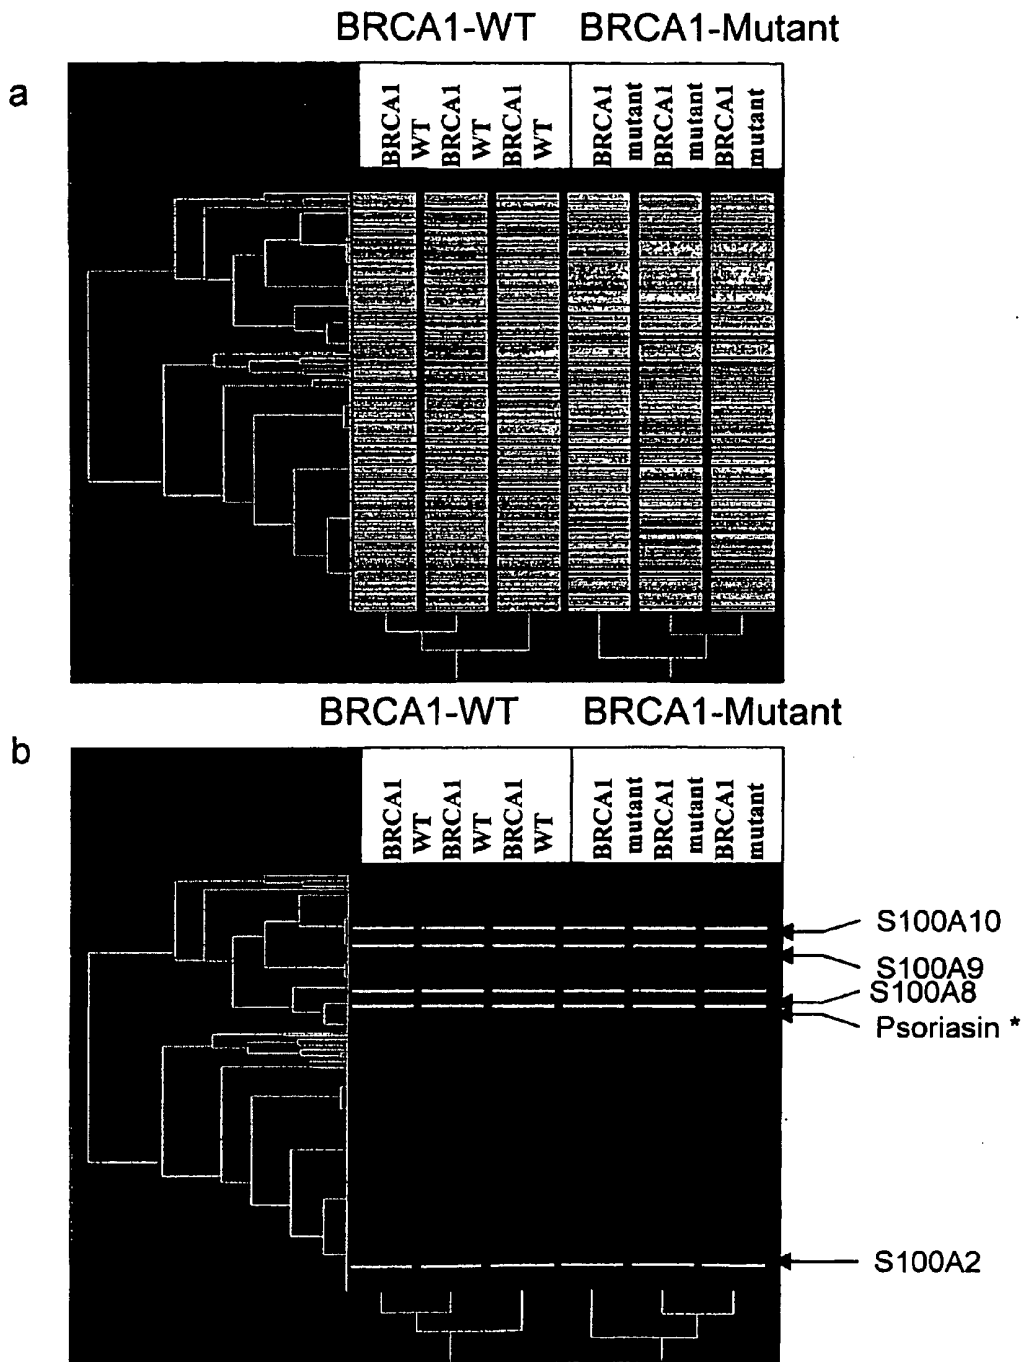 BRCA1-WT BRCA1-Mutant
a
BRCA1
WT
BRCA1
WT
BRCA1
WT
BRCA1
mutant
BRCA1
mutant
BRCA1
mutant
BRCA1-WT BRCA1-Mutant
b
BRCA1
WT
BRCA1
WT
BRCA1
WT
BRCA1
mutant
BRCA1
mutant
BRCA1
mutant
S100A10
S100A9
S100A8
Psoriasin *
S100A2